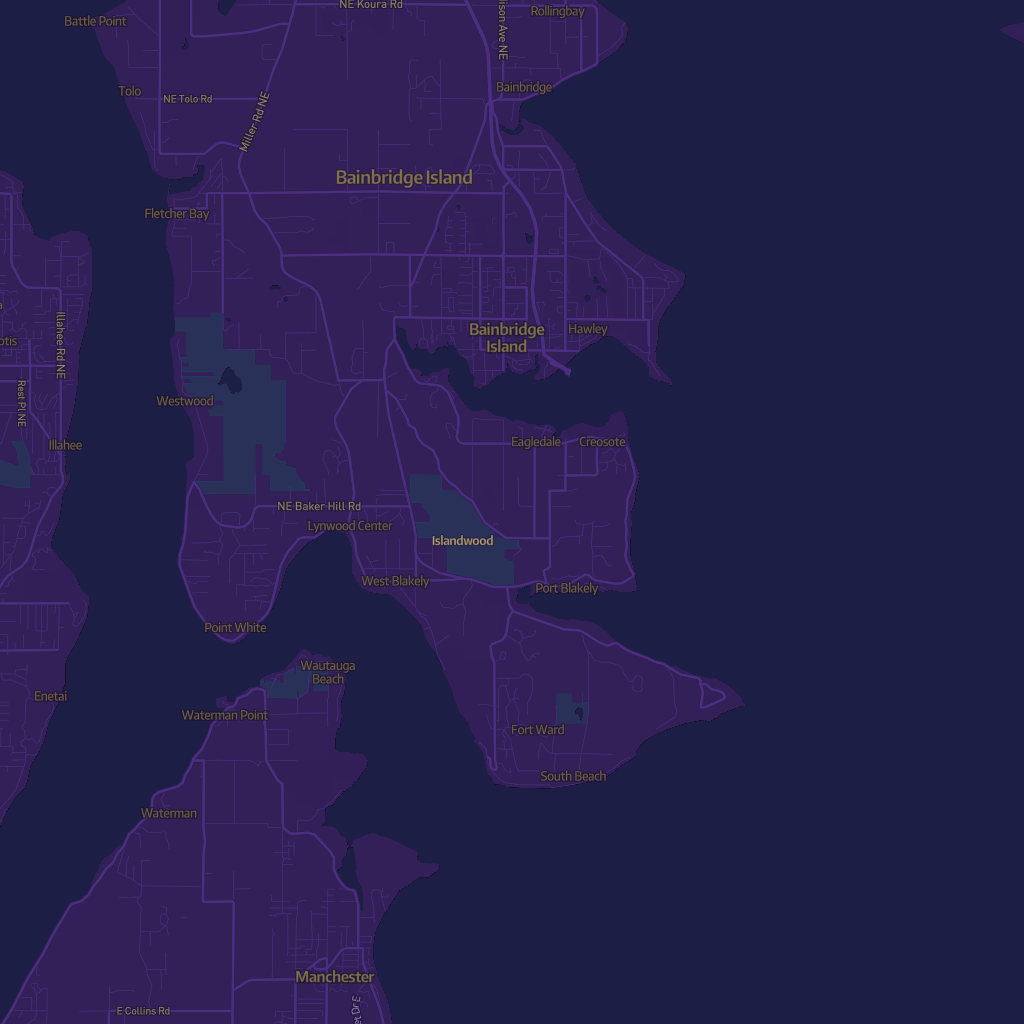 NE Koura Rd
Rollingbay
Battle Point
Bainbridge
Tolo
NE Tolo Rd
Miller Rd NE
Bainbridge Island
Fletcher Bay
Illahee Rd NE
Bainbridge
Island
Hawley
Rest Pl NE
Westwood
Illahee
Eagledale
Creosote
NE Baker Hill Rd
Lynwood Center
Islandwood
West Blakely
Port Blakely
Point White
Wautauga
Beach
Enetai
Waterman Point
Fort Ward
South Beach
Waterman
Manchester
E Collins Rd